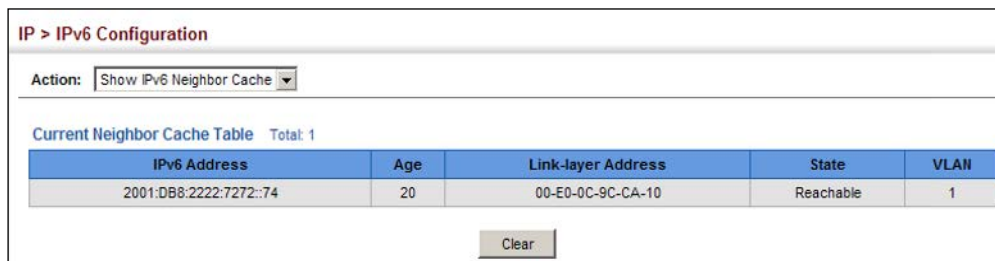 IP > IPv6 Configuration
Action: Show IPv6 Neighbor Cache
Current Neighbor Cache Table Total: 1
IPv6 Address Age Link-layer Address State VLAN
2001:DB8:2222:7272::74 20 00-E0-0C-9C-CA-10 Reachable 1
Clear